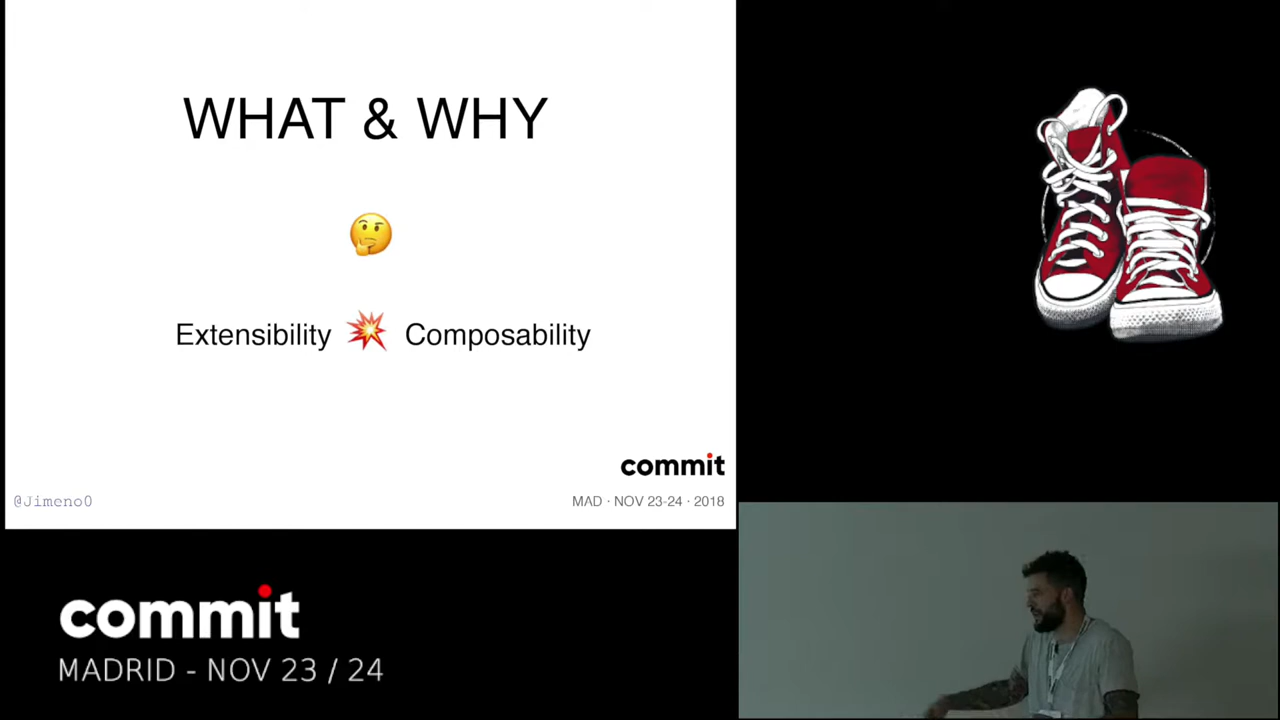 WHAT & WHY
Extensibility 💥 Composability
commit
@Jimeno0
MAD · NOV 23-24 · 2018
commit
MADRID - NOV 23 / 24